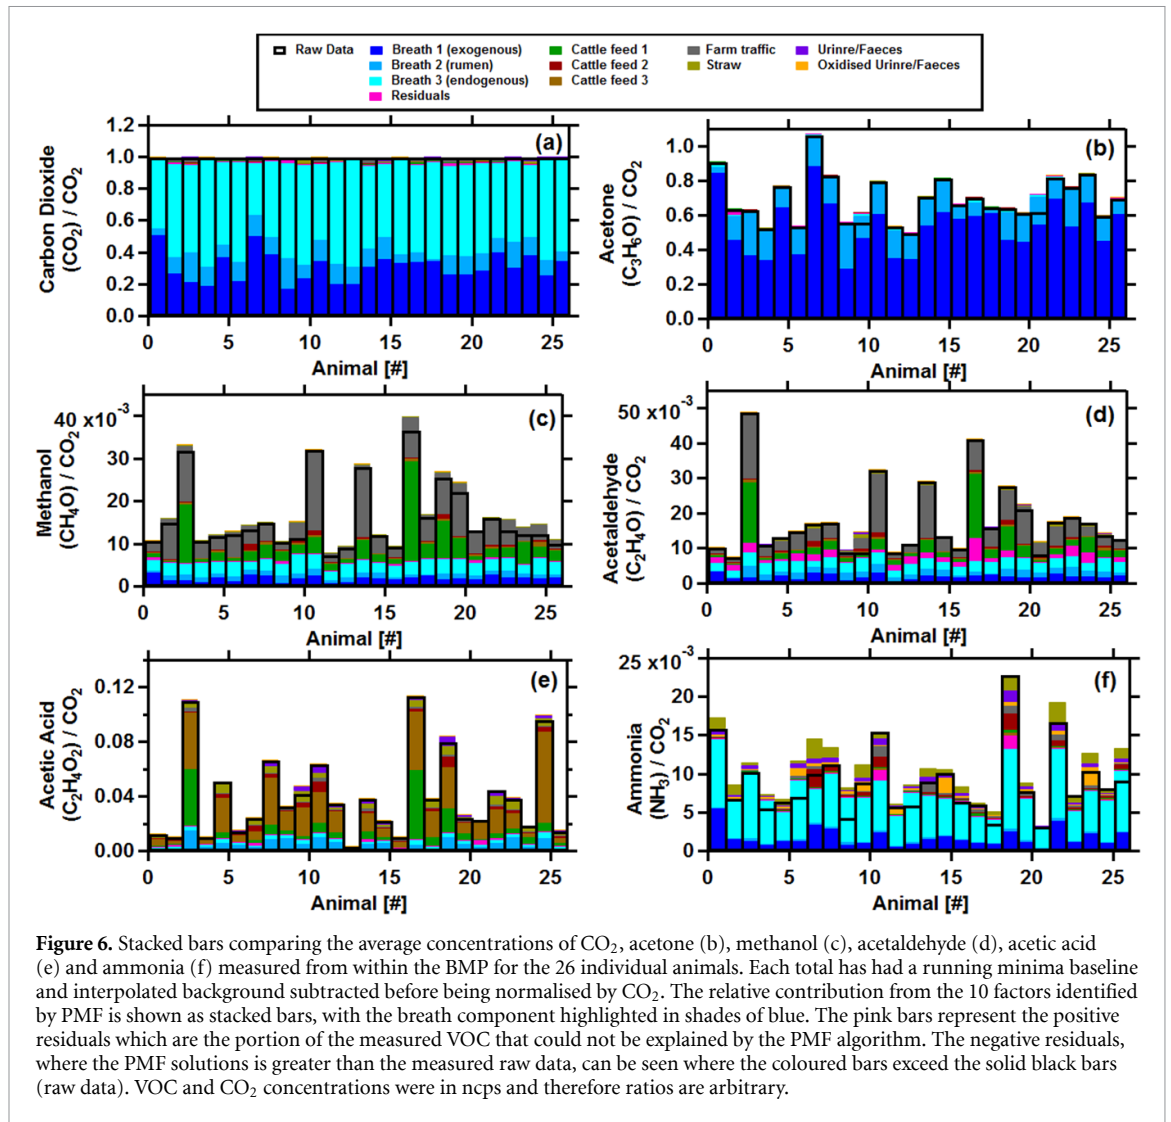 Raw Data
Breath 1 (exogenous)
Breath 2 (rumen)
Breath 3 (endogenous)
Residuals
Cattle feed 1
Cattle feed 2
Cattle feed 3
Farm traffic
Straw
Urinre/Faeces
Oxidised Urinre/Faeces
(a)
Carbon Dioxide
(CO2) / CO2
1.2
1.0
0.8
0.6
0.4
0.2
0.0
0 5 10 15 20 25
Animal [#]
(b)
Acetone
(C3H6O) / CO2
1.0
0.8
0.6
0.4
0.2
0.0
0 5 10 15 20 25
Animal [#]
(c)
Methanol
(CH4O) / CO2
40 x10-3
30
20
10
0
0 5 10 15 20 25
Animal [#]
(d)
Acetaldehyde
(C2H4O) / CO2
50 x10-3
40
30
20
10
0
0 5 10 15 20 25
Animal [#]
(e)
Acetic Acid
(C2H4O2) / CO2
0.12
0.08
0.04
0.00
0 5 10 15 20 25
Animal [#]
(f)
Ammonia
(NH3) / CO2
25 x10-3
20
15
10
5
0
0 5 10 15 20 25
Animal [#]
Figure 6. Stacked bars comparing the average concentrations of CO2, acetone (b), methanol (c), acetaldehyde (d), acetic acid
(e) and ammonia (f) measured from within the BMP for the 26 individual animals. Each total has had a running minima baseline
and interpolated background subtracted before being normalised by CO2. The relative contribution from the 10 factors identified
by PMF is shown as stacked bars, with the breath component highlighted in shades of blue. The pink bars represent the positive
residuals which are the portion of the measured VOC that could not be explained by the PMF algorithm. The negative residuals,
where the PMF solutions is greater than the measured raw data, can be seen where the coloured bars exceed the solid black bars
(raw data). VOC and CO2 concentrations were in ncps and therefore ratios are arbitrary.